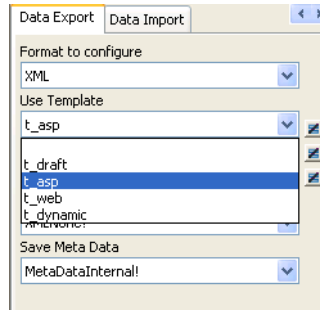 Data Export Data Import
Format to configure
XML
Use Template
t_asp
t_draft
t_asp
t_web
t_dynamic
XMLNone!
Save Meta Data
MetaDataInternal!